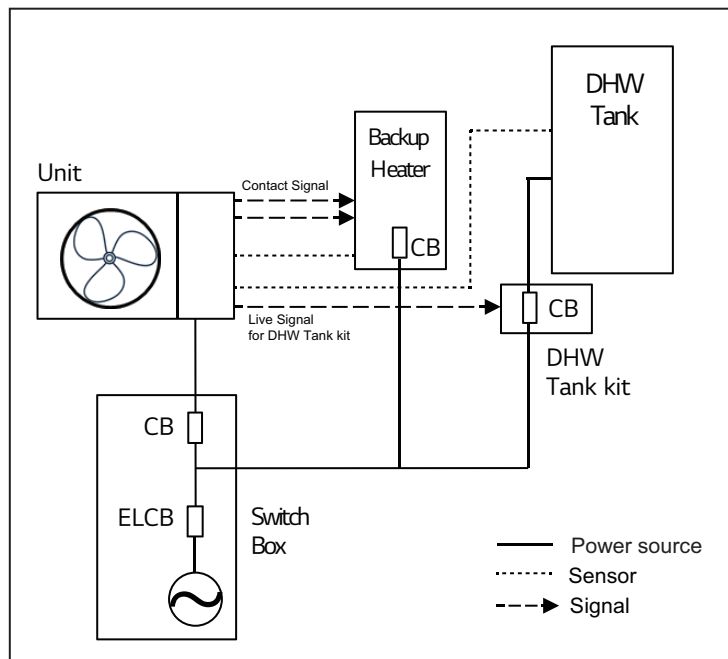 DHW
Tank
Backup
Heater
Unit
Contact Signal
CB
CB
Live Signal
for DHW Tank kit
DHW
Tank kit
CB
ELCB
Switch
Box
Power source
Sensor
Signal